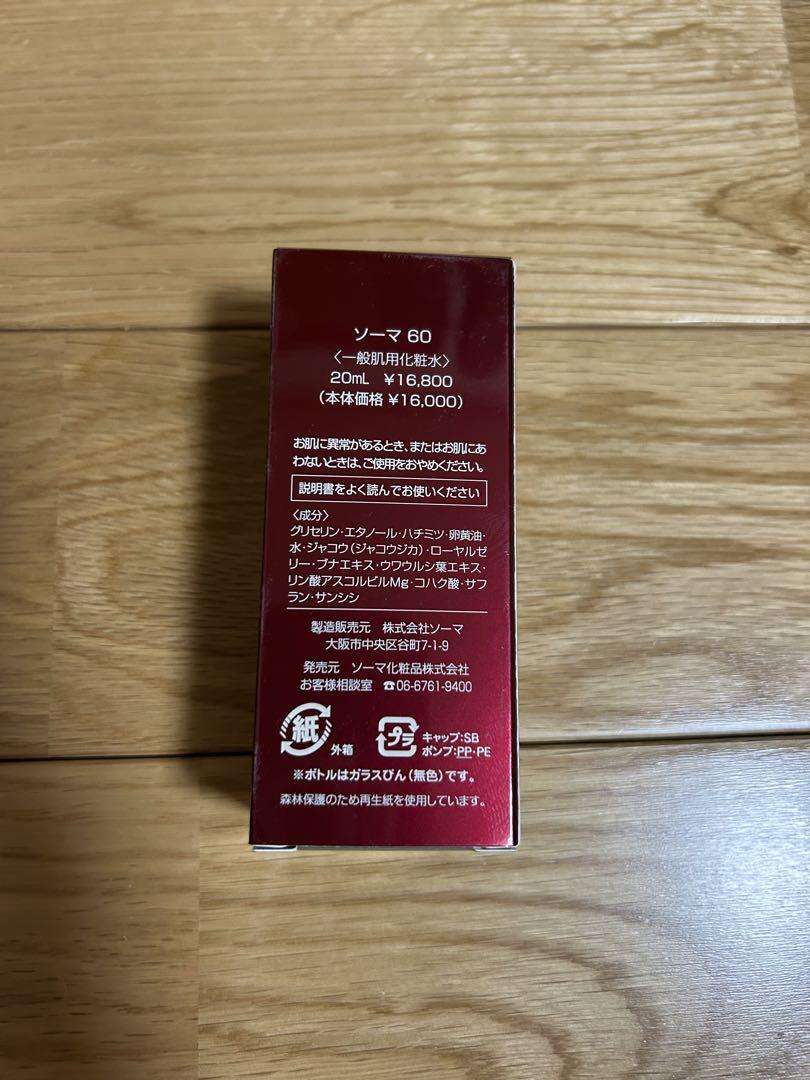 ソーマ 60
〈一般肌用化粧水〉
20mL ¥16,800
(本体価格 ¥16,000)
お肌に異常があるとき、またはお肌にあ
わないときは、ご使用をおやめください。
説明書をよく読んでお使いください
〈成分〉
グリセリン・エタノール・ハチミツ・卵黄油・
水・ジャコウ(ジャコウジカ)・ローヤルゼ
リー・ブナエキス・ウワウルシ葉エキス・
リン酸アスコルビルMg・コハク酸・サフ
ラン・サンシシ
製造販売元 株式会社ソーマ
大阪市中央区谷町7-1-9
発売元 ソーマ化粧品株式会社
お客様相談室 ☎06-6761-9400
紙 外箱
プラ キャップ:SB
ポンプ:PP・PE
※ボトルはガラスびん(無色)です。
森林保護のため再生紙を使用しています。